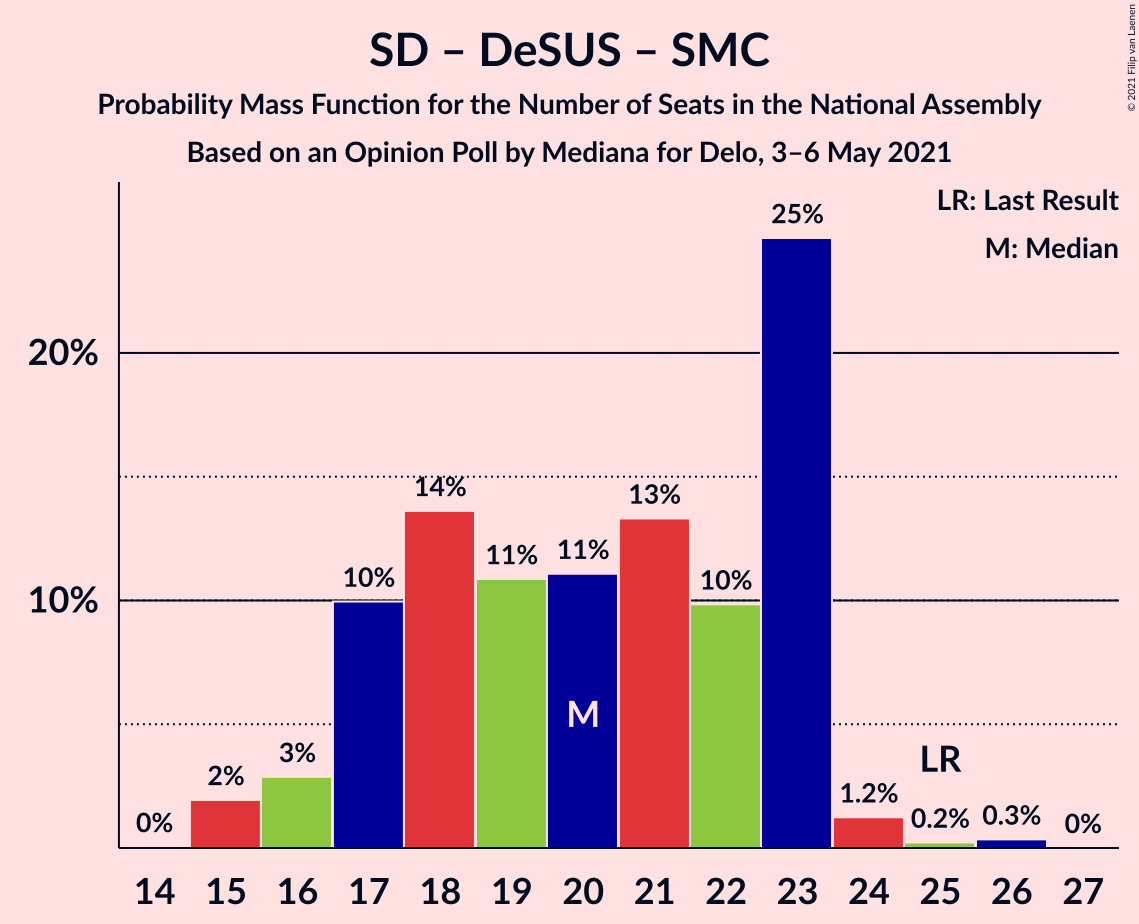 SD – DeSUS – SMC
Probability Mass Function for the Number of Seats in the National Assembly
Based on an Opinion Poll by Mediana for Delo, 3–6 May 2021
© 2021 Filip van Laenen
LR: Last Result
M: Median
25%
20%
14%
13%
11%
11%
10%
10%
10%
M
3%
2%
LR
1.2%
0%
0.2%
0.3%
0%
14 15 16 17 18 19 20 21 22 23 24 25 26 27